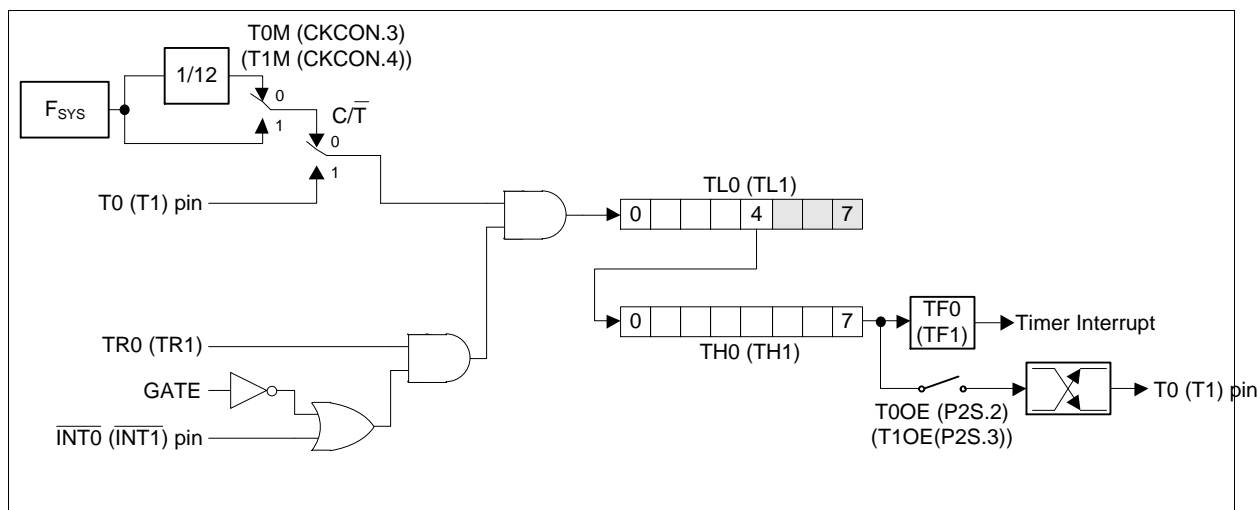 T0M (CKCON.3)
(T1M (CKCON.4))
1/12
FSYS
0
1
C/T̅
0
1
T0 (T1) pin
TL0 (TL1)
0 4 7
0 7
TH0 (TH1)
TF0
(TF1)
Timer Interrupt
TR0 (TR1)
GATE
I̅N̅T̅0̅ (I̅N̅T̅1̅) pin
T0 (T1) pin
T0OE (P2S.2)
(T1OE(P2S.3))